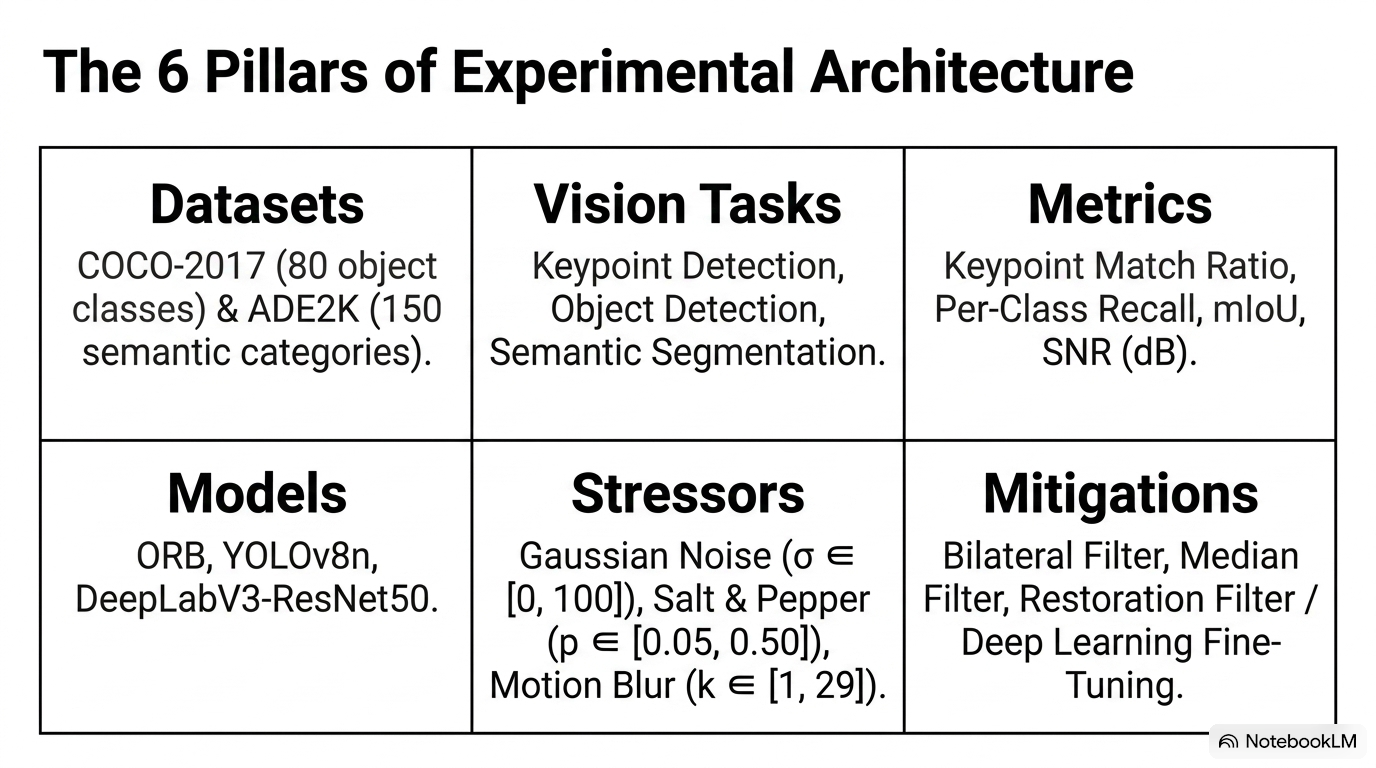 The 6 Pillars of Experimental Architecture
Datasets
COCO-2017 (80 object
classes) & ADE2K (150
semantic categories).
Vision Tasks
Keypoint Detection,
Object Detection,
Semantic Segmentation.
Metrics
Keypoint Match Ratio,
Per-Class Recall, mIoU,
SNR (dB).
Models
ORB, YOLOv8n,
DeepLabV3-ResNet50.
Stressors
Gaussian Noise (σ ∈
[0, 100]), Salt & Pepper
(p ∈ [0.05, 0.50]),
Motion Blur (k ∈ [1, 29]).
Mitigations
Bilateral Filter, Median
Filter, Restoration Filter /
Deep Learning Fine-
Tuning.
NotebookLM